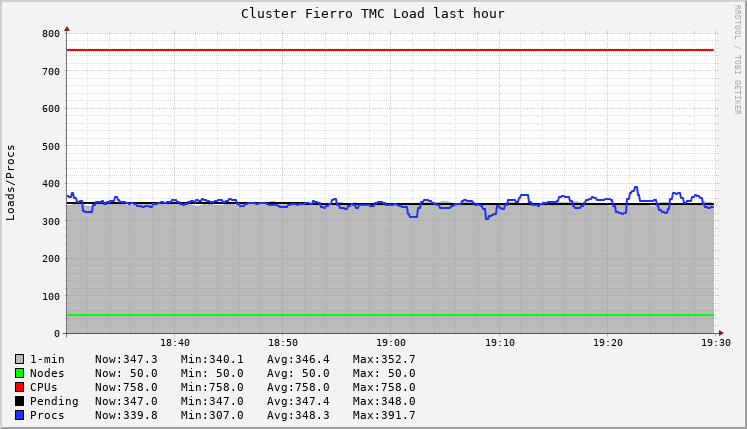 Cluster Fierro TMC Load last hour
RRDTOOL / TOBI OETIKER
Loads/Procs
800
700
600
500
400
300
200
100
0
18:40 18:50 19:00 19:10 19:20 19:30
1-min Now:347.3 Min:340.1 Avg:346.4 Max:352.7
Nodes Now: 50.0 Min: 50.0 Avg: 50.0 Max: 50.0
CPUs Now:758.0 Min:758.0 Avg:758.0 Max:758.0
Pending Now:347.0 Min:347.0 Avg:347.4 Max:348.0
Procs Now:339.8 Min:307.0 Avg:348.3 Max:391.7